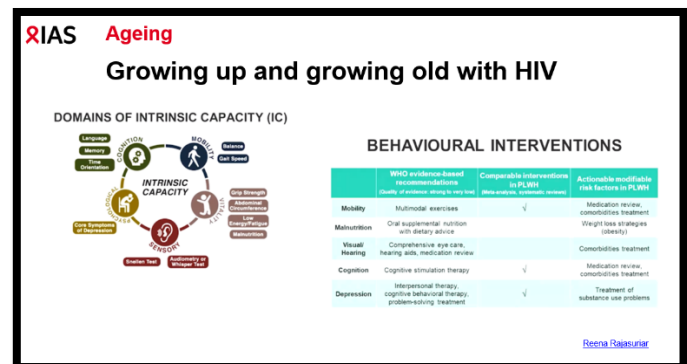 IAS
Ageing
Growing up and growing old with HIV
DOMAINS OF INTRINSIC CAPACITY (IC)
Language
Memory
Time
Orientation
COGNITION
MOBILITY
Balance
Gait Speed
INTRINSIC
CAPACITY
Grip Strength
Abdominal
Circumference
Low
Energy/Fatigue
Malnutrition
VITALITY
Core Symptoms
of Depression
SENSORY
Snellen Test
Audiometry or
Whisper Test
BEHAVIOURAL INTERVENTIONS
WHO evidence-based
recommendations
(Quality of evidence: strong to very low)
Comparable interventions
in PLWH
(Meta-analysis, systematic reviews)
Actionable modifiable
risk factors in PLWH
Mobility
Multimodal exercises
√
Medication review,
comorbidities treatment
Malnutrition
Oral supplemental nutrition
with dietary advice
Weight loss strategies
(obesity)
Visual/
Hearing
Comprehensive eye care,
hearing aids, medication review
Comorbidities treatment
Cognition
Cognitive stimulation therapy
√
Medication review,
comorbidities treatment
Depression
Interpersonal therapy,
cognitive behavioral therapy,
problem-solving treatment
√
Treatment of
substance use problems
Reena Rajasuriar